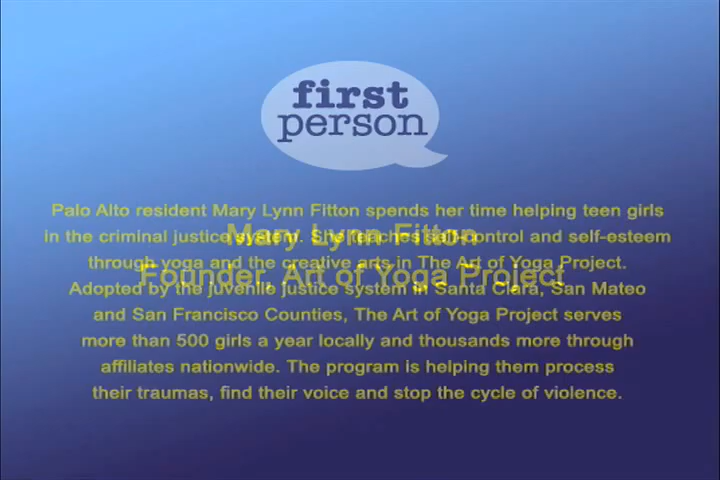 first
person
Palo Alto resident Mary Lynn Fitton spends her time helping teen girls
Mary Lynn Fitton
in the criminal justice system. She teaches self-control and self-esteem
through yoga and the creative arts in The Art of Yoga Project.
Founder, Art of Yoga Project
Adopted by the juvenile justice system in Santa Clara, San Mateo
and San Francisco Counties, The Art of Yoga Project serves
more than 500 girls a year locally and thousands more through
affiliates nationwide. The program is helping them process
their traumas, find their voice and stop the cycle of violence.